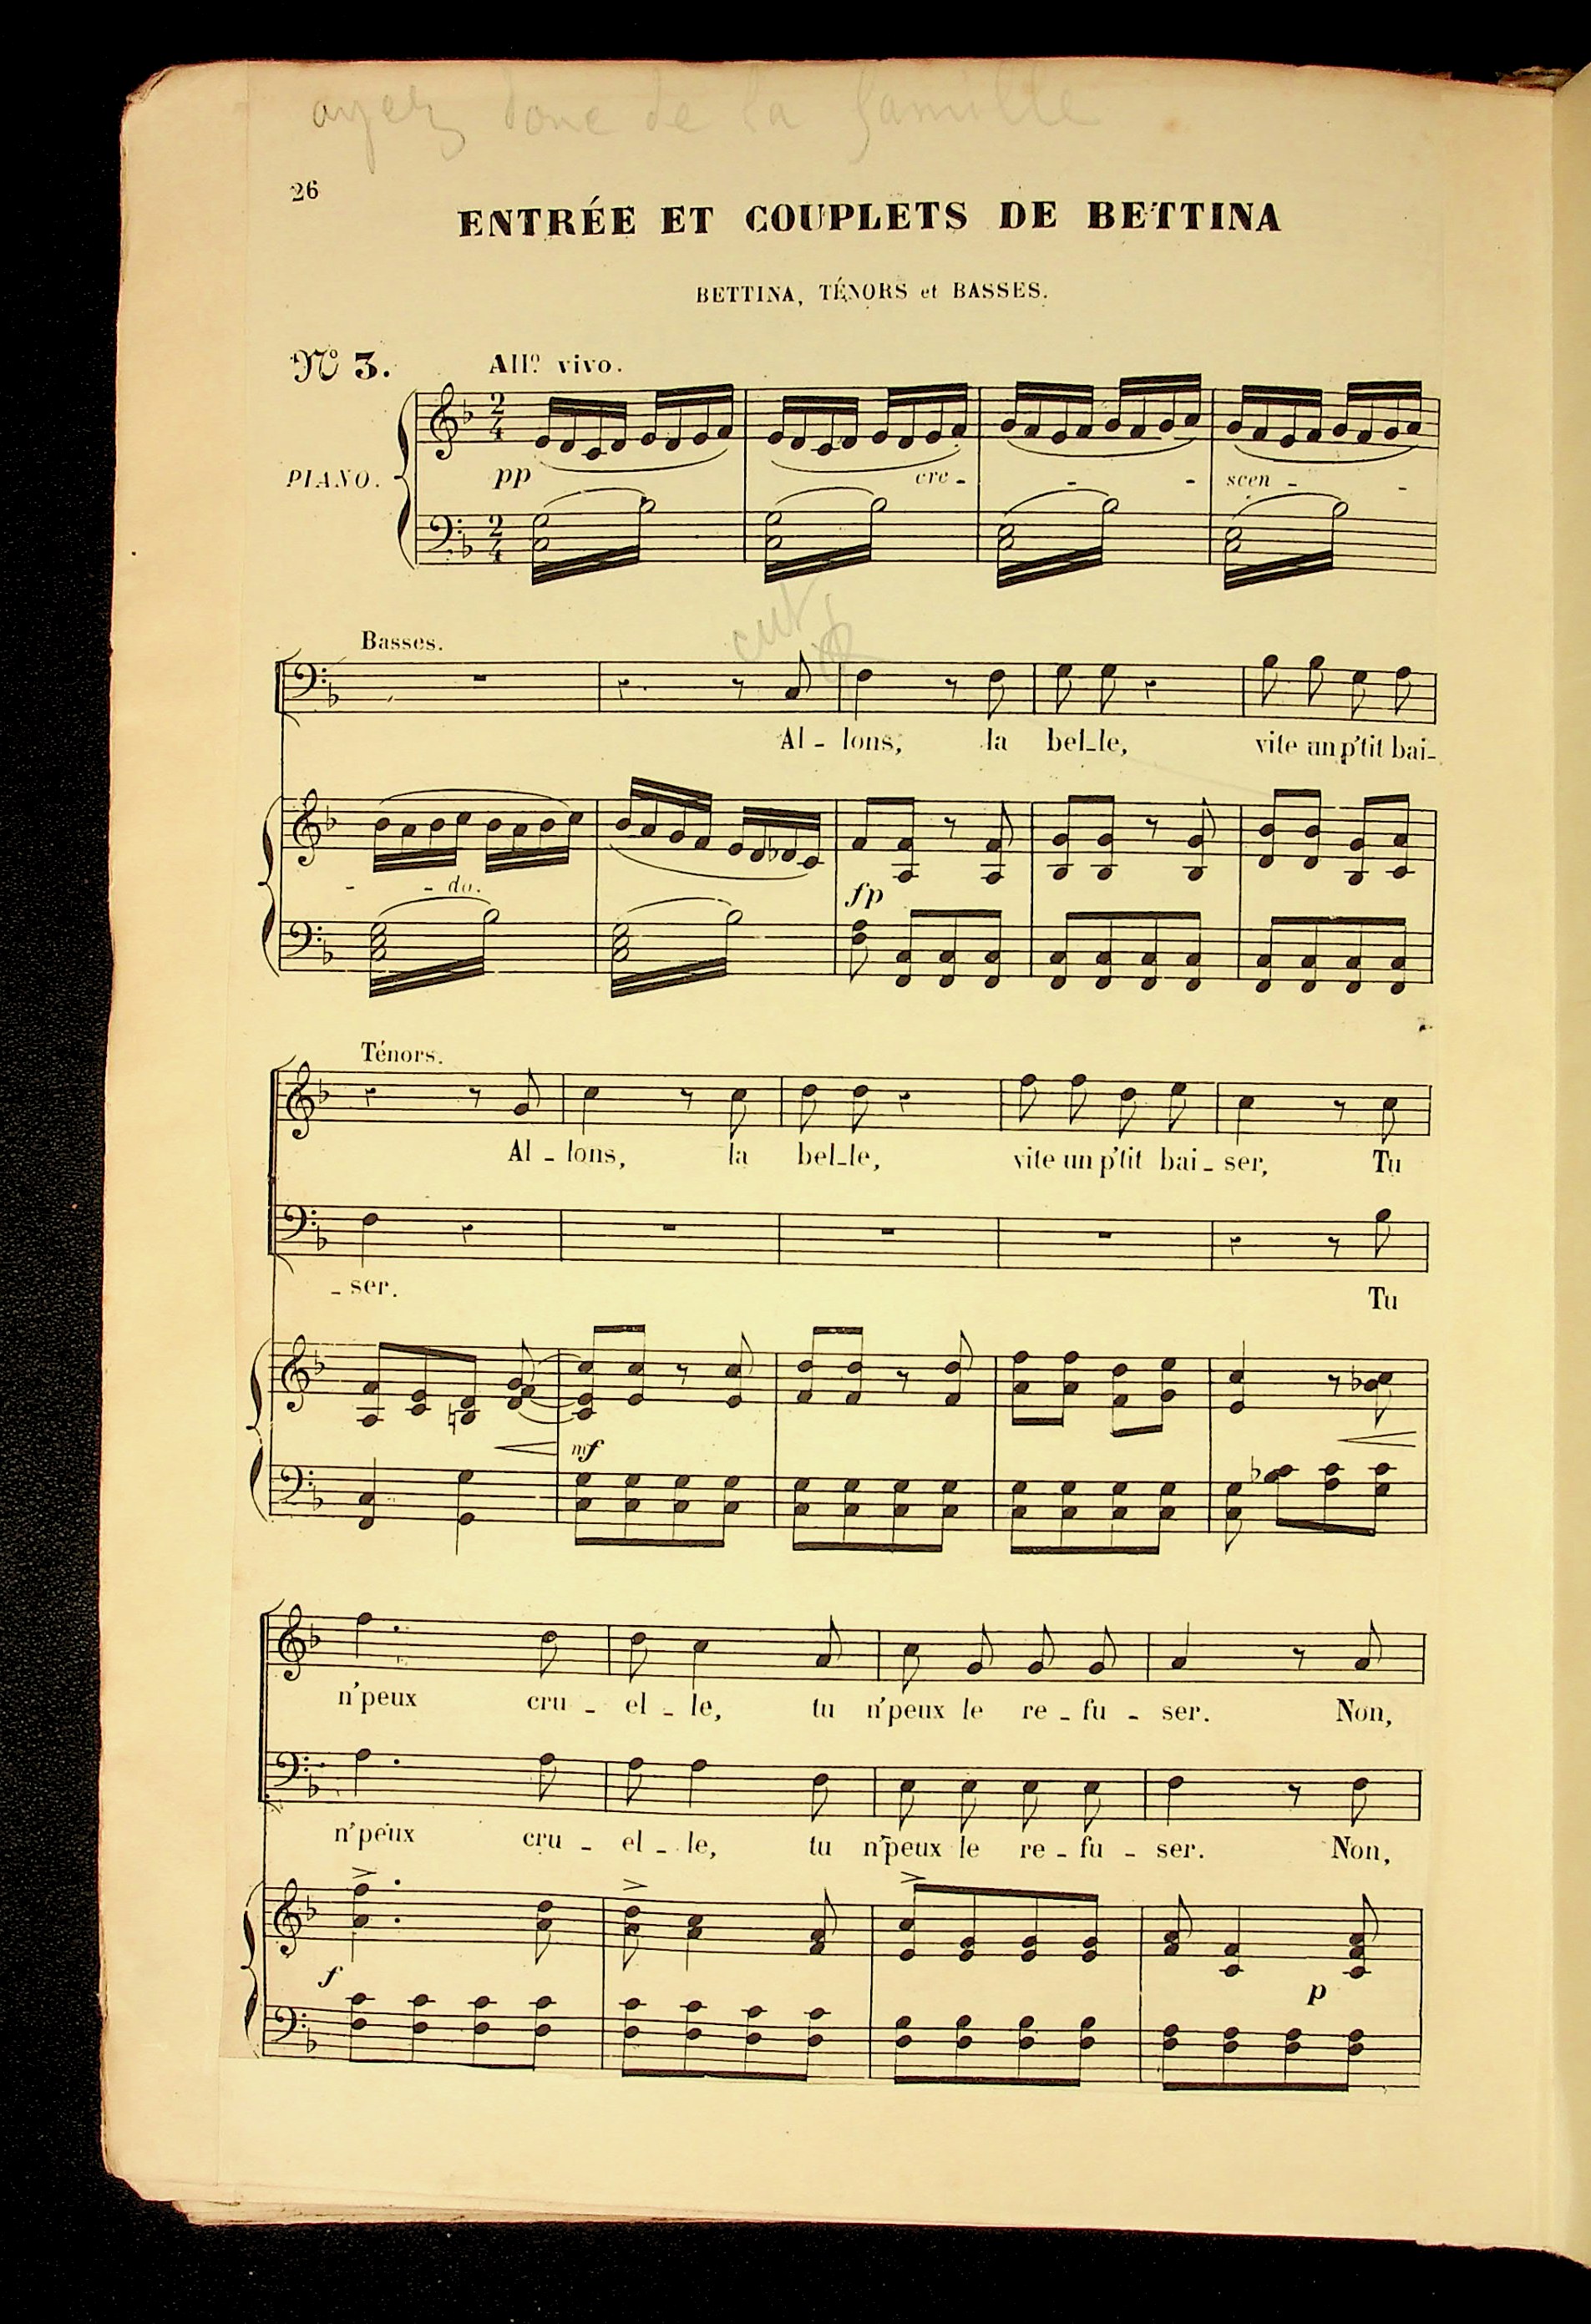 ayez donc de la famille
26
ENTRÉE ET COUPLETS DE BETTINA
BETTINA, TÉNORS et BASSES.
Nº 3. Allº vivo.
PIANO. pp cre - - - scen - -
cut
Basses.
Al - lons, la bel-le, vite un p'tit bai-
- - do. fp
Ténors.
Al - lons, la bel-le, vite un p'tit bai - ser, Tu
- ser. Tu
mf
n'peux cru - el - le, tu n'peux le re - fu - ser. Non,
n'peux cru - el - le, tu n'peux le re - fu - ser. Non,
f p